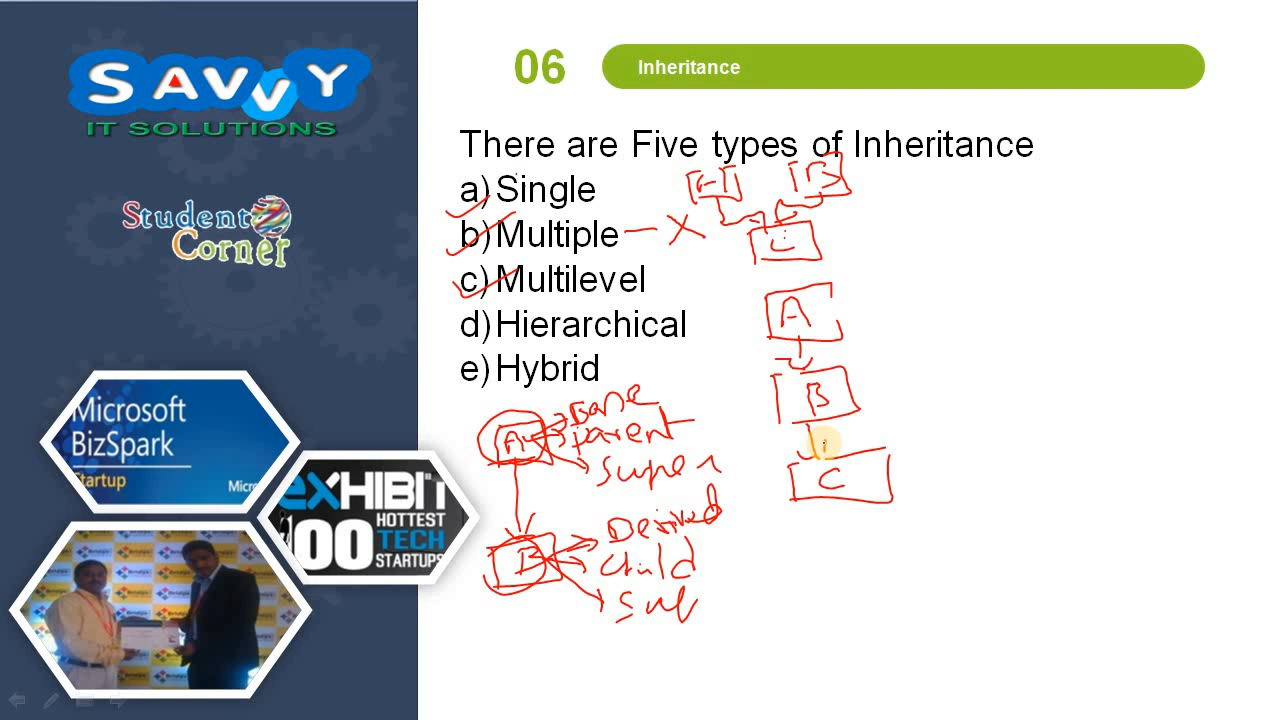 SAVVY
IT SOLUTIONS
Student
Corner
Microsoft
BizSpark
Startup
Micros
EXHIBIT
100 HOTTEST
TECH
STARTUPS
06
Inheritance
There are Five types of Inheritance
a) Single
b) Multiple – X
c) Multilevel
d) Hierarchical
e) Hybrid
A
B
C
A
B
C
A
Base
Parent
Super
B
Derived
Child
Sub